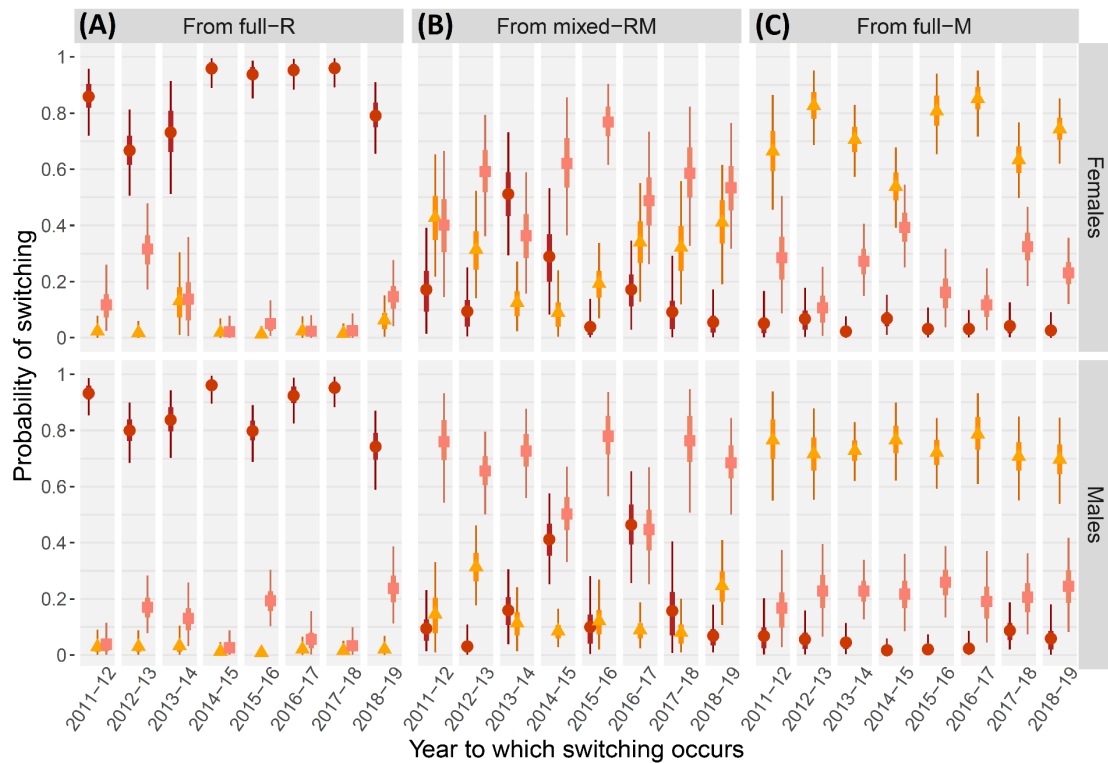 (A) From full−R
(B) From mixed−RM
(C) From full−M
Probability of switching
1
0.8
0.6
0.4
0.2
0
Females
1
0.8
0.6
0.4
0.2
0
Males
2011−12 2012−13 2013−14 2014−15 2015−16 2016−17 2017−18 2018−19
2011−12 2012−13 2013−14 2014−15 2015−16 2016−17 2017−18 2018−19
2011−12 2012−13 2013−14 2014−15 2015−16 2016−17 2017−18 2018−19
Year to which switching occurs